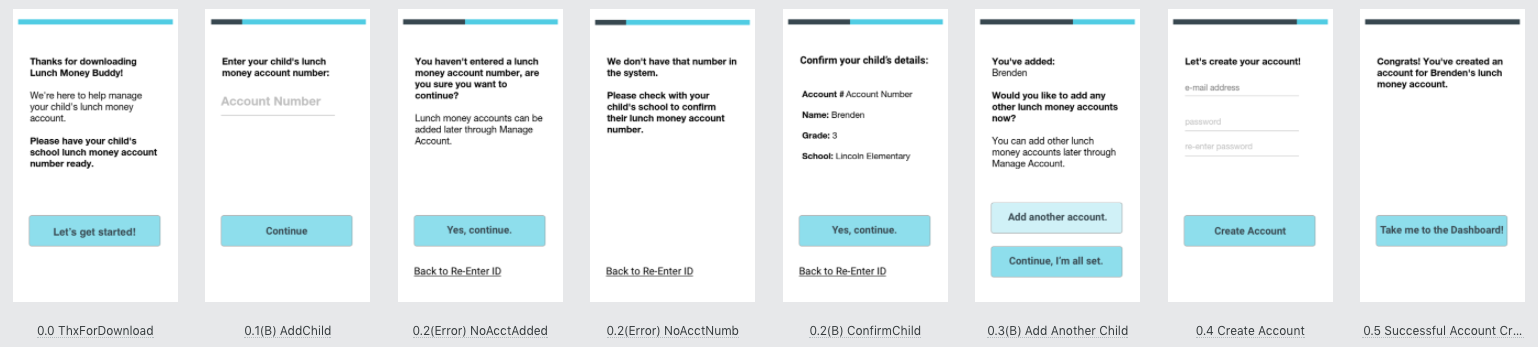 Thanks for downloading
Lunch Money Buddy!
We're here to help manage
your child's lunch money
account.
Please have your child's
school lunch money account
number ready.
Let's get started!
0.0 ThxForDownload
Enter your child's lunch
money account number:
Account Number
Continue
0.1(B) AddChild
You haven't entered a lunch
money account number, are
you sure you want to
continue?
Lunch money accounts can be
added later through Manage
Account.
Yes, continue.
Back to Re-Enter ID
0.2(Error) NoAcctAdded
We don't have that number in
the system.
Please check with your
child's school to confirm
their lunch money account
number.
Back to Re-Enter ID
0.2(Error) NoAcctNumb
Confirm your child's details:
Account # Account Number
Name: Brenden
Grade: 3
School: Lincoln Elementary
Yes, continue.
Back to Re-Enter ID
0.2(B) ConfirmChild
You've added:
Brenden
Would you like to add any
other lunch money accounts
now?
You can add other lunch
money accounts later through
Manage Account.
Add another account.
Continue, I'm all set.
0.3(B) Add Another Child
Let's create your account!
e-mail address
password
re-enter password
Create Account
0.4 Create Account
Congrats! You've created an
account for Brenden's lunch
money account.
Take me to the Dashboard!
0.5 Successful Account Cr...